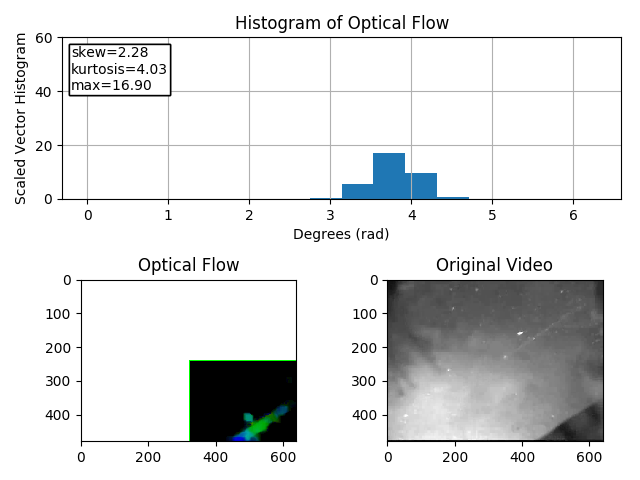 Histogram of Optical Flow
skew=2.28
kurtosis=4.03
max=16.90
Scaled Vector Histogram
60
40
20
0
0 1 2 3 4 5 6
Degrees (rad)
Optical Flow
0
100
200
300
400
0 200 400 600
Original Video
0
100
200
300
400
0 200 400 600